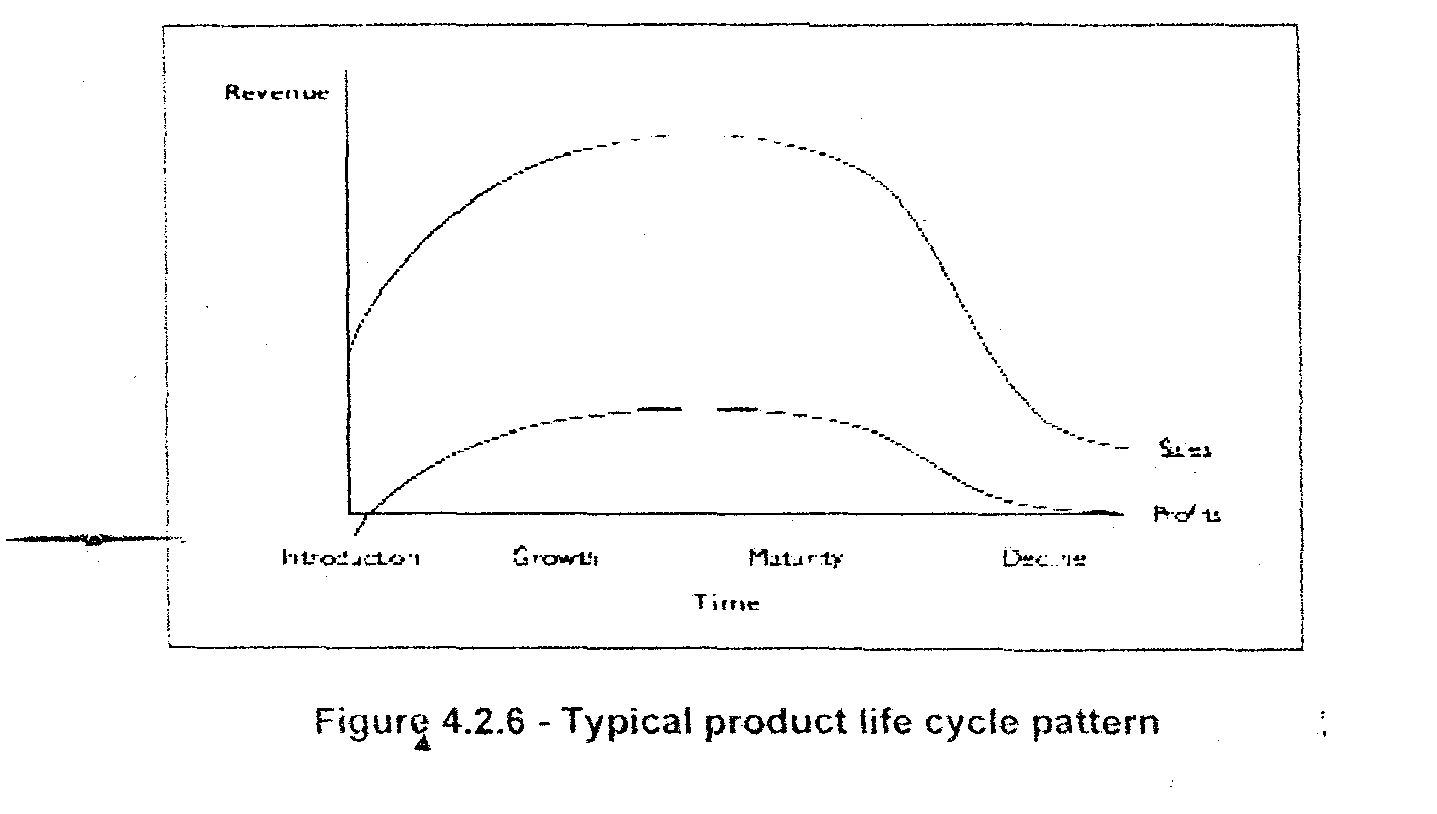 Revenue
Sales
Profits
Introduction Growth Maturity Decline
Time
Figure 4.2.6 - Typical product life cycle pattern